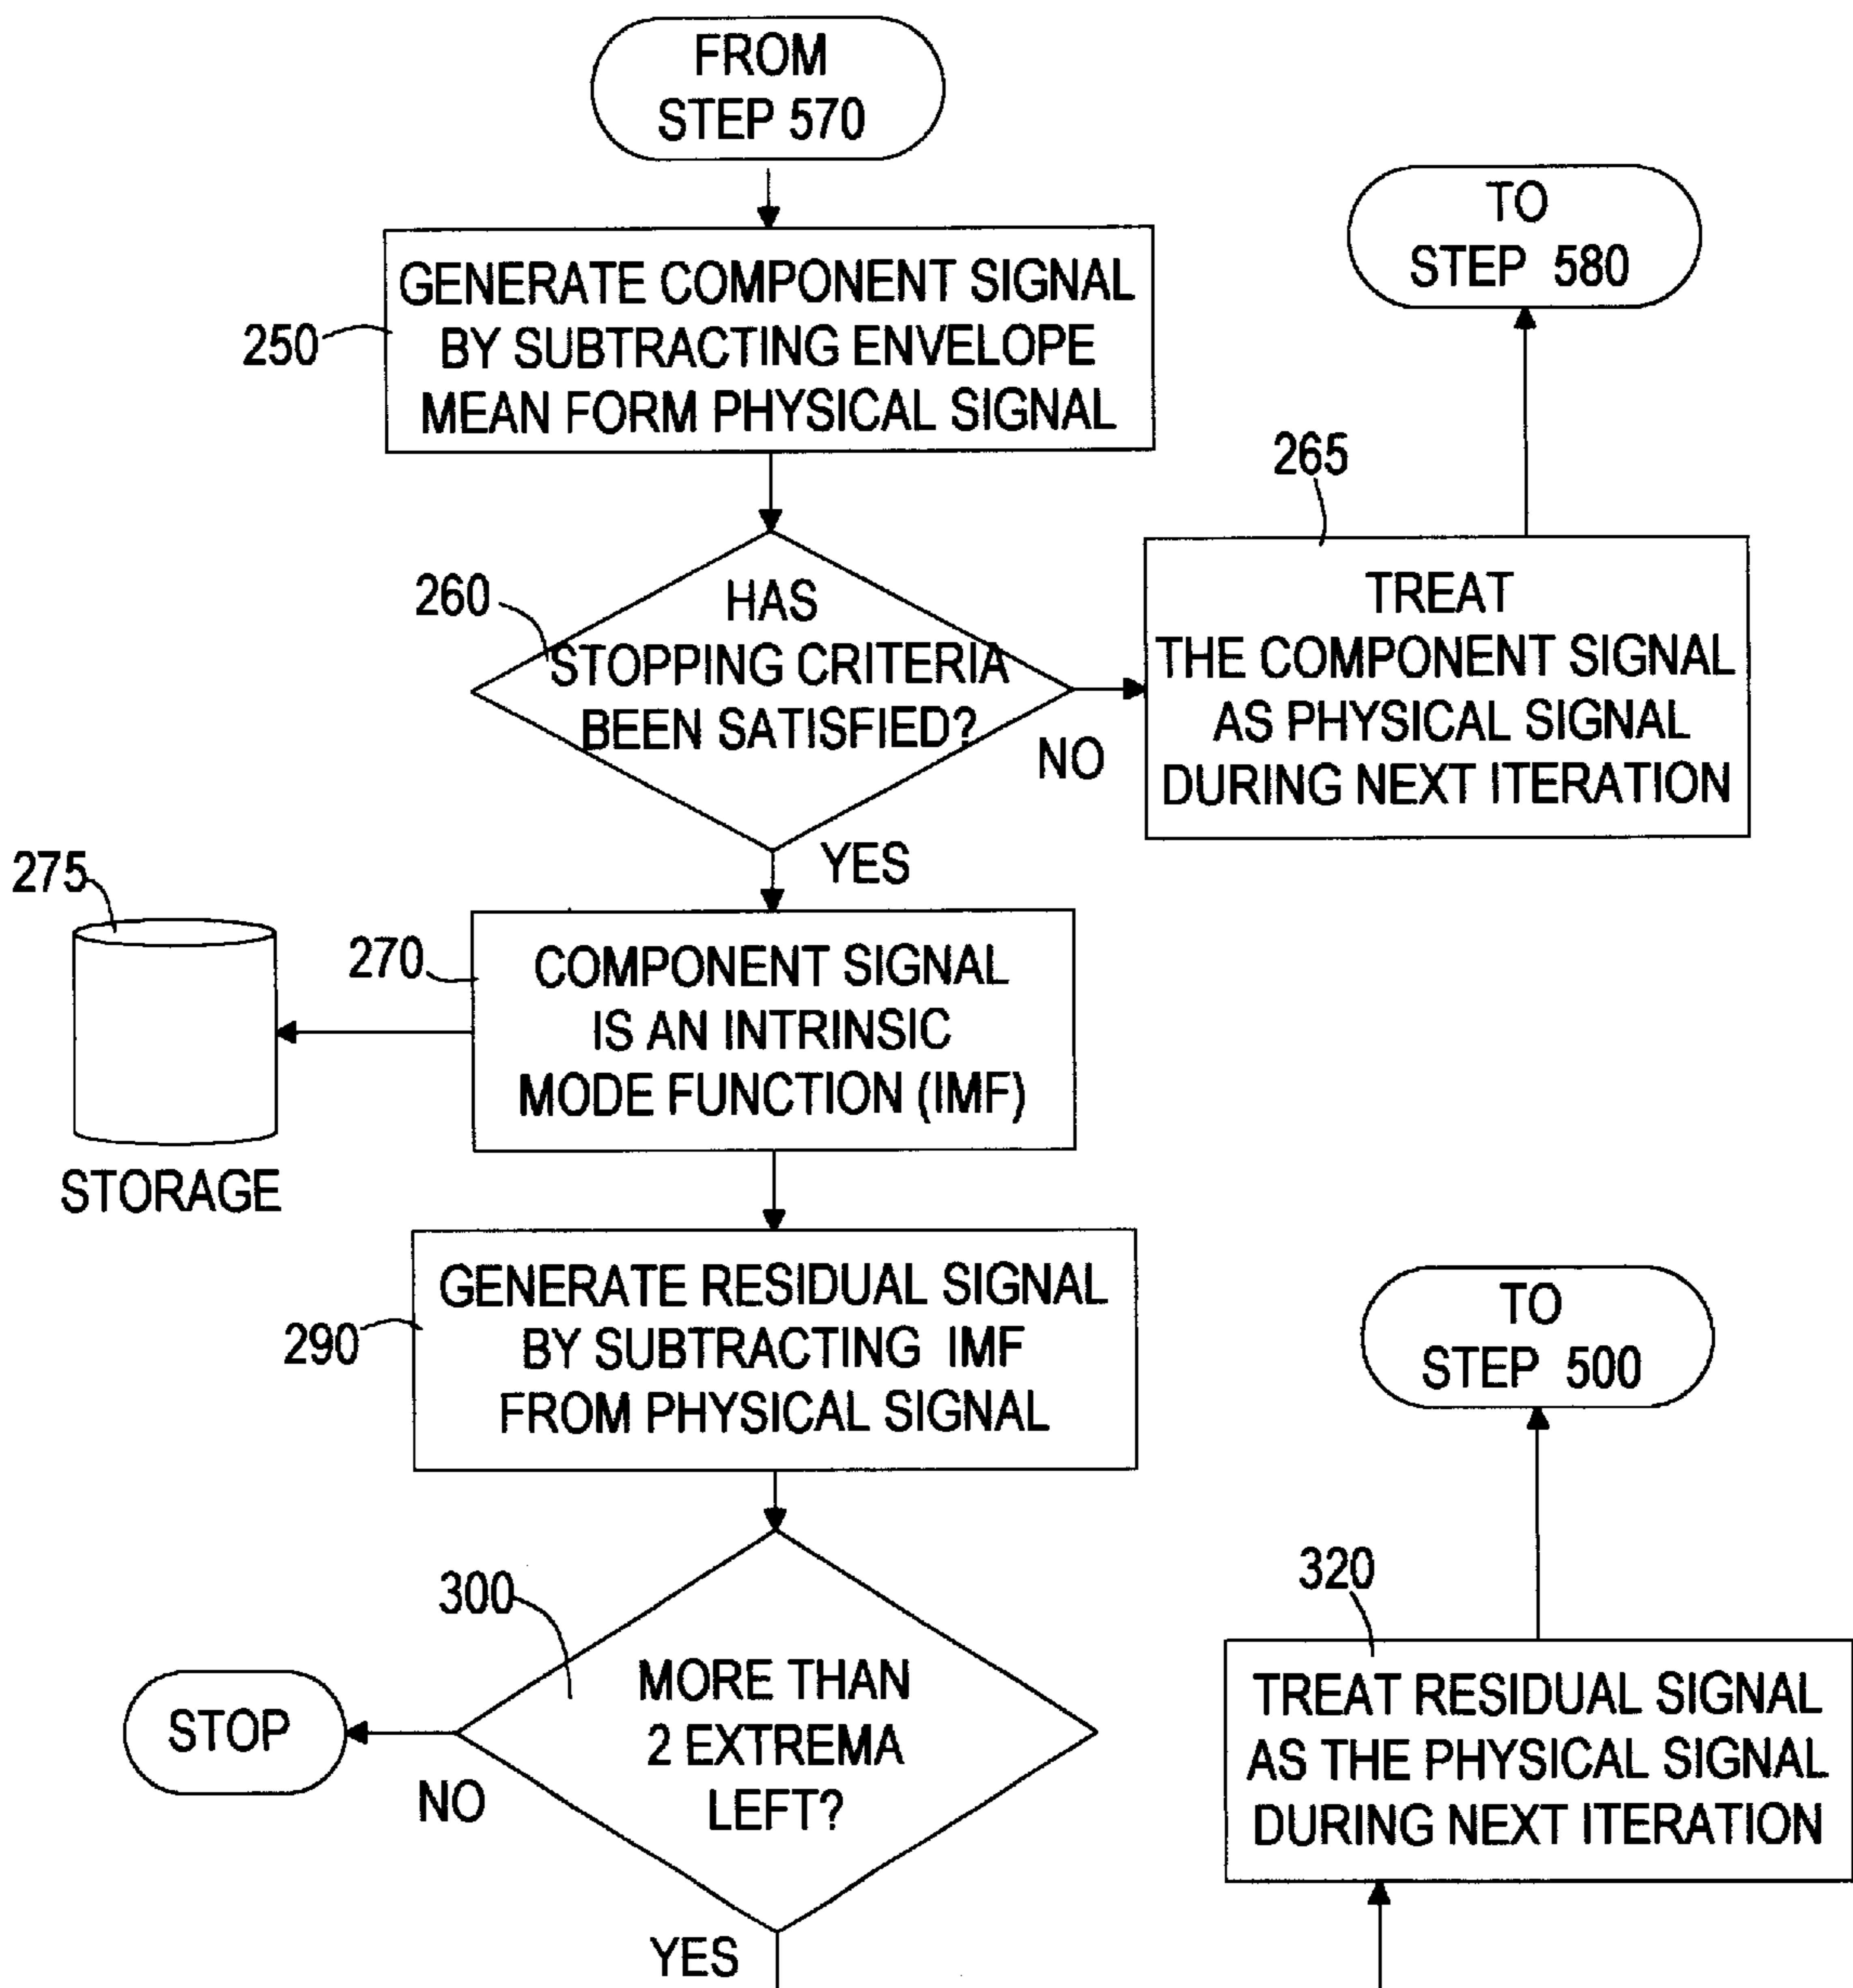 FROM
STEP 570
TO
STEP 580
250
GENERATE COMPONENT SIGNAL
BY SUBTRACTING ENVELOPE
MEAN FORM PHYSICAL SIGNAL
265
260
HAS
STOPPING CRITERIA
BEEN SATISFIED?
NO
TREAT
THE COMPONENT SIGNAL
AS PHYSICAL SIGNAL
DURING NEXT ITERATION
YES
275
STORAGE
270
COMPONENT SIGNAL
IS AN INTRINSIC
MODE FUNCTION (IMF)
290
GENERATE RESIDUAL SIGNAL
BY SUBTRACTING IMF
FROM PHYSICAL SIGNAL
TO
STEP 500
300
MORE THAN
2 EXTREMA
LEFT?
STOP
NO
320
TREAT RESIDUAL SIGNAL
AS THE PHYSICAL SIGNAL
DURING NEXT ITERATION
YES